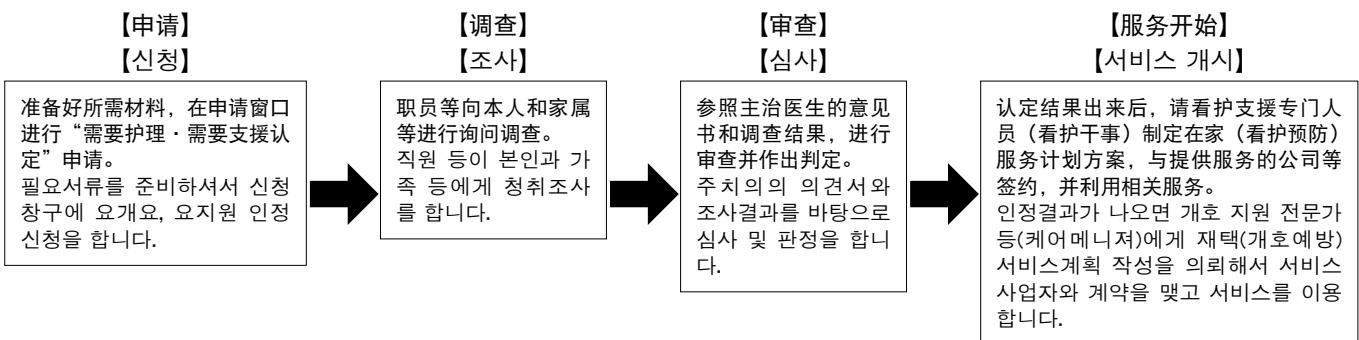 【申请】
【신청】
准备好所需材料，在申请窗口
进行“需要护理・需要支援认
定”申请。
필요서류를 준비하셔서 신청
창구에 요개요, 요지원 인정
신청을 합니다.
【调查】
【조사】
职员等向本人和家属
等进行询问调查。
직원 등이 본인과 가
족 등에게 청취조사
를 합니다.
【审查】
【심사】
参照主治医生的意见
书和调查结果，进行
审查并作出判定。
주치의의 의견서와
조사결과를 바탕으로
심사 및 판정을 합니
다.
【服务开始】
【서비스 개시】
认定结果出来后，请看护支援专门人
员（看护干事）制定在家（看护预防）
服务计划方案，与提供服务的公司等
签约，并利用相关服务。
인정결과가 나오면 개호 지원 전문가
등(케어메니져)에게 재택(개호예방)
서비스계획 작성을 의뢰해서 서비스
사업자와 계약을 맺고 서비스를 이용
합니다.